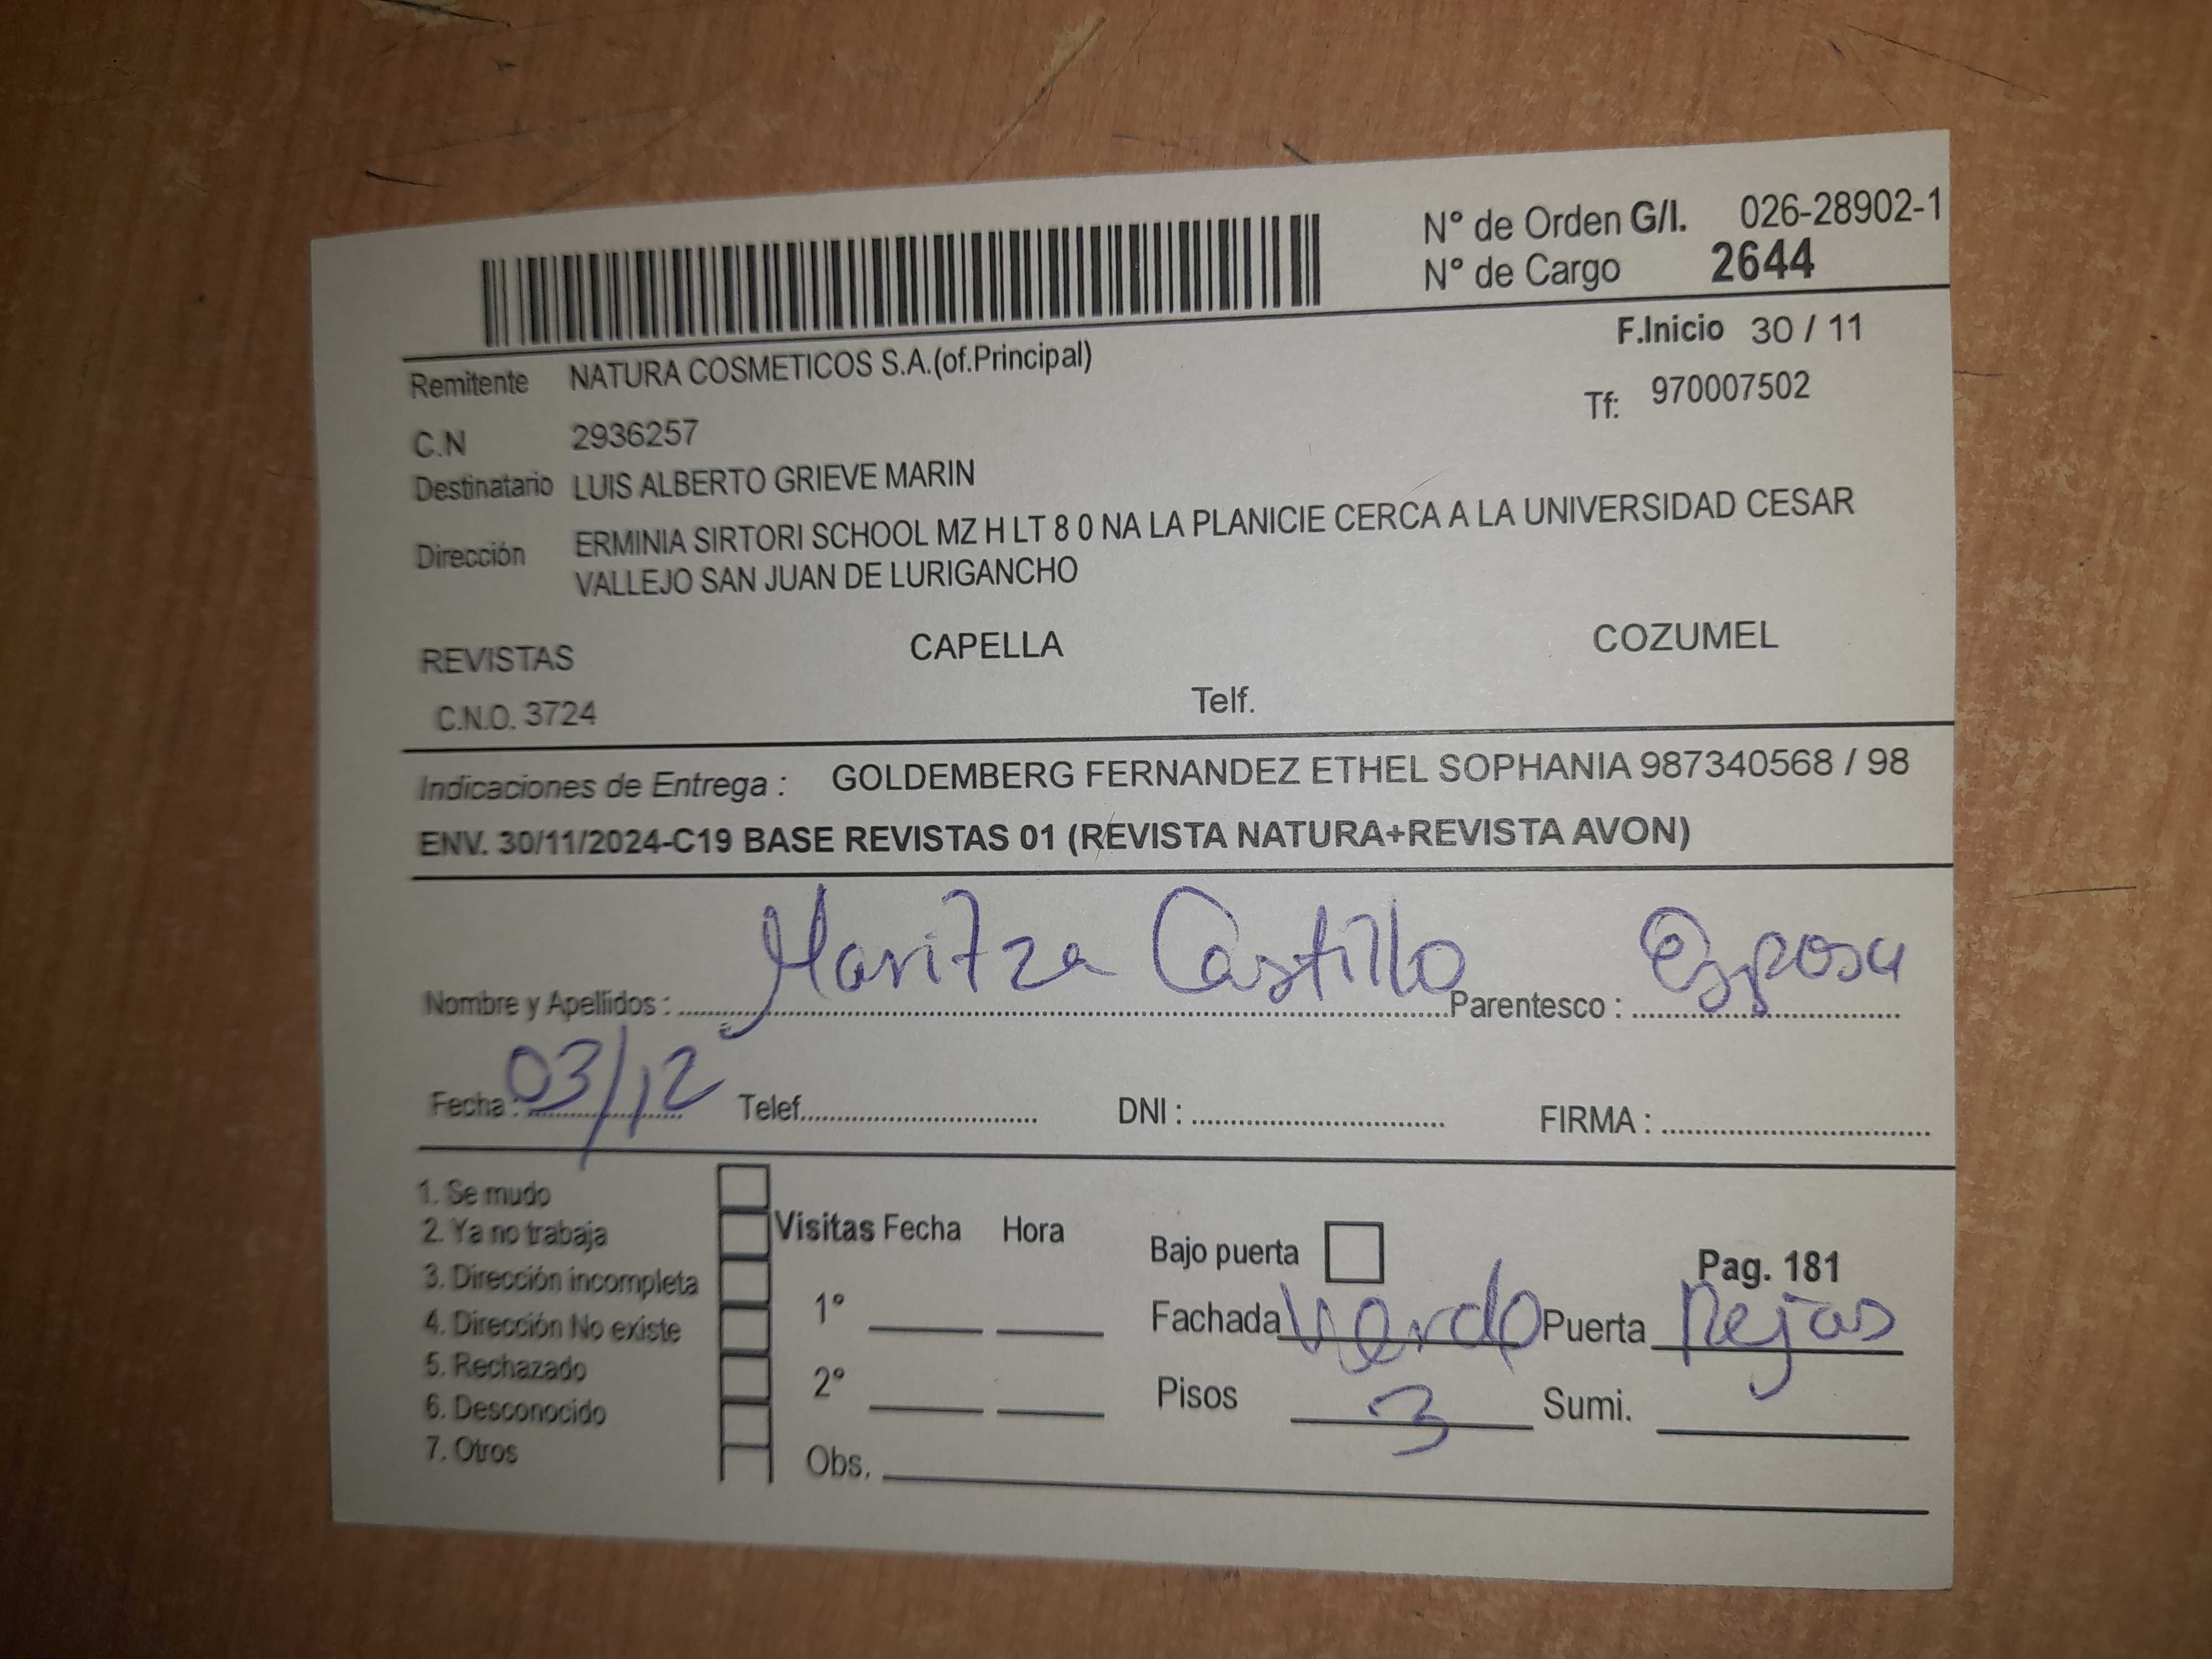 N° de Orden G/I. 026-28902-1
N° de Cargo 2644
F.Inicio 30 / 11
Remitente NATURA COSMETICOS S.A.(of.Principal)
Tf: 970007502
C.N 2936257
Destinatario LUIS ALBERTO GRIEVE MARIN
Dirección ERMINIA SIRTORI SCHOOL MZ H LT 8 0 NA LA PLANICIE CERCA A LA UNIVERSIDAD CESAR
VALLEJO SAN JUAN DE LURIGANCHO
REVISTAS CAPELLA COZUMEL
C.N.O. 3724 Telf.
Indicaciones de Entrega : GOLDEMBERG FERNANDEZ ETHEL SOPHANIA 987340568 / 98
ENV. 30/11/2024-C19 BASE REVISTAS 01 (REVISTA NATURA+REVISTA AVON)
Nombre y Apellidos : Maritza Castillo Parentesco : Esposa
Fecha : 03/12 Telef. DNI : FIRMA :
1. Se mudo
2. Ya no trabaja
3. Dirección incompleta
4. Dirección No existe
5. Rechazado
6. Desconocido
7. Otros
Visitas Fecha Hora
1°
2°
Obs.
Bajo puerta Pag. 181
Fachada Verde Puerta Rejas
Pisos 3 Sumi.